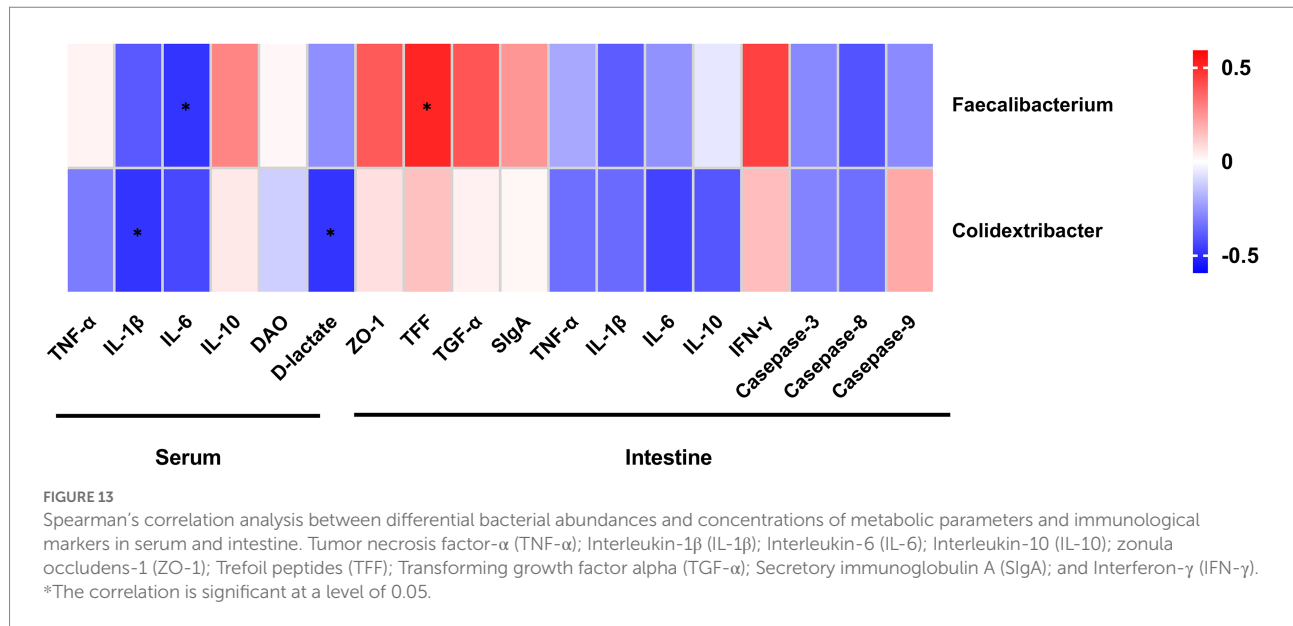 0.5
Faecalibacterium
*
*
0
Colidextribacter
*
*
-0.5
TNF-α
IL-1β
IL-6
IL-10
DAO
D-lactate
ZO-1
TFF
TGF-α
SIgA
TNF-α
IL-1β
IL-6
IL-10
IFN-γ
Casepase-3
Casepase-8
Casepase-9
Serum
Intestine
FIGURE 13
Spearman's correlation analysis between differential bacterial abundances and concentrations of metabolic parameters and immunological
markers in serum and intestine. Tumor necrosis factor-α (TNF-α); Interleukin-1β (IL-1β); Interleukin-6 (IL-6); Interleukin-10 (IL-10); zonula
occludens-1 (ZO-1); Trefoil peptides (TFF); Transforming growth factor alpha (TGF-α); Secretory immunoglobulin A (SIgA); and Interferon-γ (IFN-γ).
*The correlation is significant at a level of 0.05.